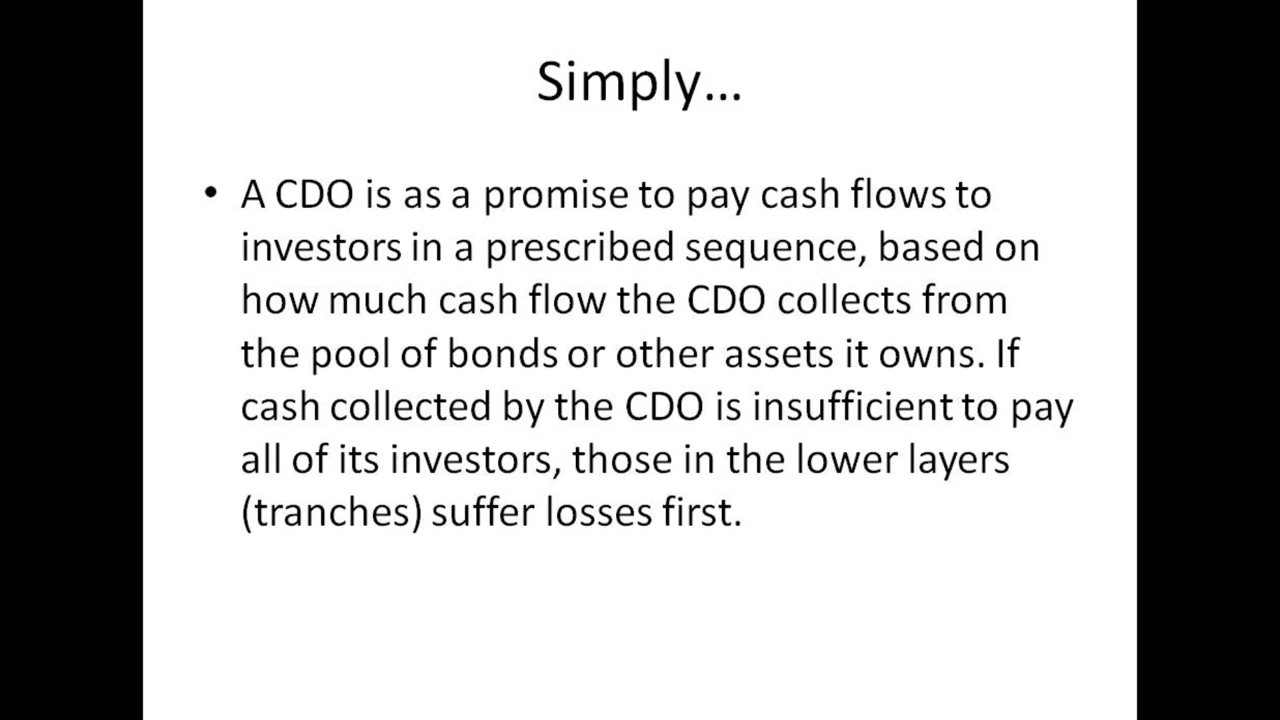 Simply...
• A CDO is as a promise to pay cash flows to
investors in a prescribed sequence, based on
how much cash flow the CDO collects from
the pool of bonds or other assets it owns. If
cash collected by the CDO is insufficient to pay
all of its investors, those in the lower layers
(tranches) suffer losses first.